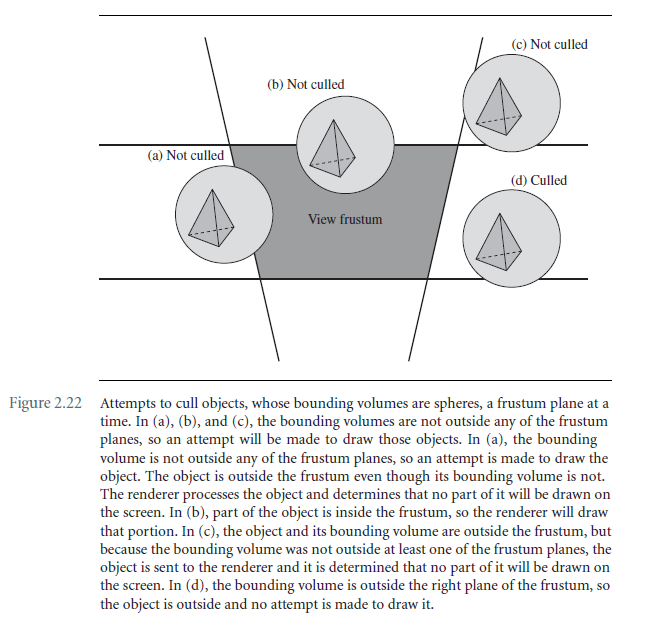 (c) Not culled
(b) Not culled
(a) Not culled
(d) Culled
View frustum
Figure 2.22
Attempts to cull objects, whose bounding volumes are spheres, a frustum plane at a
time. In (a), (b), and (c), the bounding volumes are not outside any of the frustum
planes, so an attempt will be made to draw those objects. In (a), the bounding
volume is not outside any of the frustum planes, so an attempt is made to draw the
object. The object is outside the frustum even though its bounding volume is not.
The renderer processes the object and determines that no part of it will be drawn on
the screen. In (b), part of the object is inside the frustum, so the renderer will draw
that portion. In (c), the object and its bounding volume are outside the frustum, but
because the bounding volume was not outside at least one of the frustum planes, the
object is sent to the renderer and it is determined that no part of it will be drawn on
the screen. In (d), the bounding volume is outside the right plane of the frustum, so
the object is outside and no attempt is made to draw it.